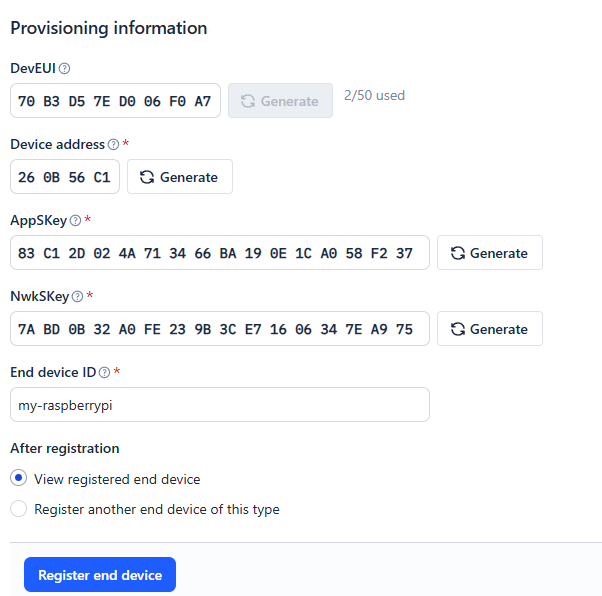 Provisioning information
DevEUI
70 B3 D5 7E D0 06 F0 A7 Generate 2/50 used
Device address *
26 0B 56 C1 Generate
AppSKey *
83 C1 2D 02 4A 71 34 66 BA 19 0E 1C A0 58 F2 37 Generate
NwkSKey *
7A BD 0B 32 A0 FE 23 9B 3C E7 16 06 34 7E A9 75 Generate
End device ID *
my-raspberrypi
After registration
View registered end device
Register another end device of this type
Register end device